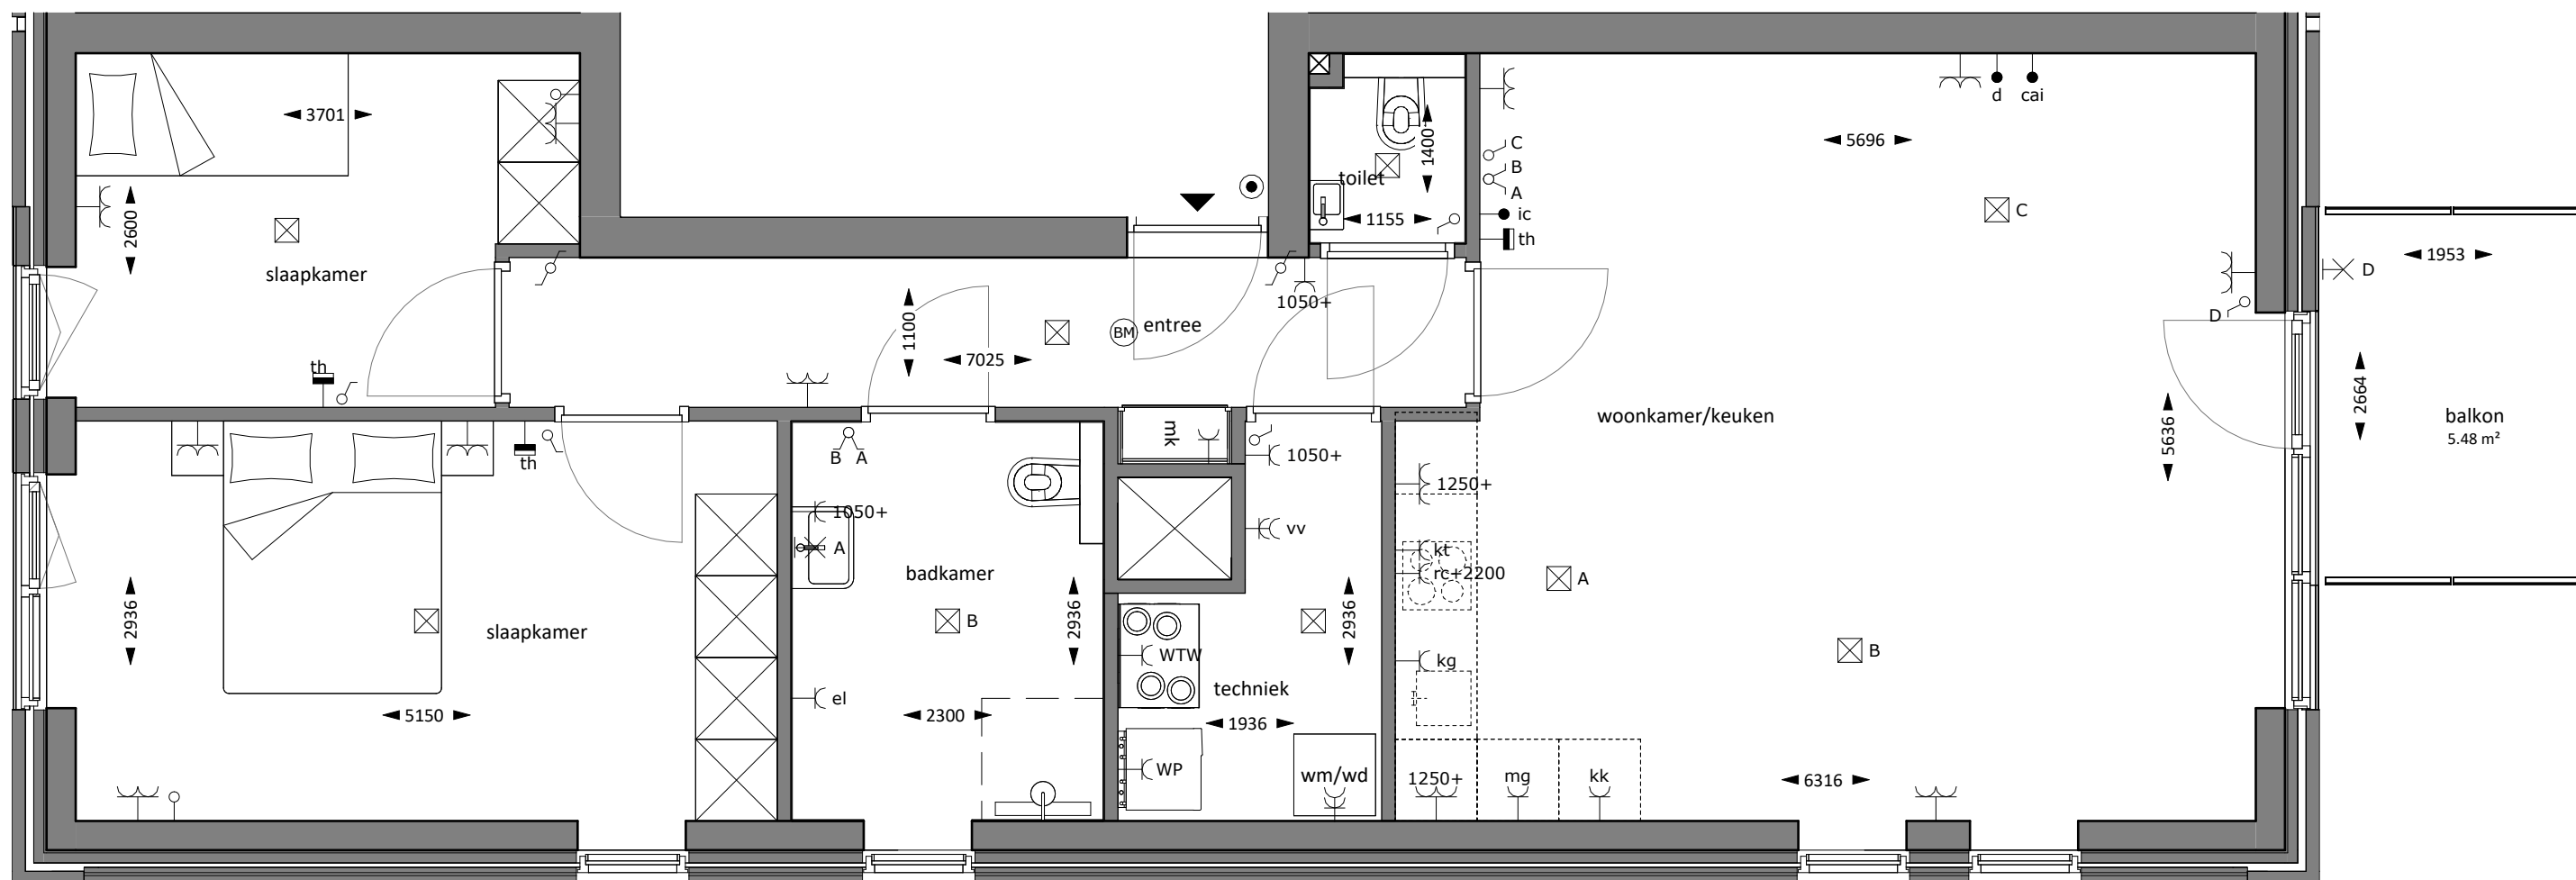 3701
2600
slaapkamer
th
1400
toilet
1155
C
B
A
ic
th
d
cai
5696
C
1953
D
D
1050+
BM
entree
1100
7025
woonkamer/keuken
5636
2664
balkon
5.48 m²
th
B A
1050+
A
mk
1050+
vv
1250+
kt
rc+2200
A
badkamer
2936
slaapkamer
5150
B
2936
el
2300
WTW
techniek
2936
1936
WP
wm/wd
kg
B
1250+
mg
kk
6316